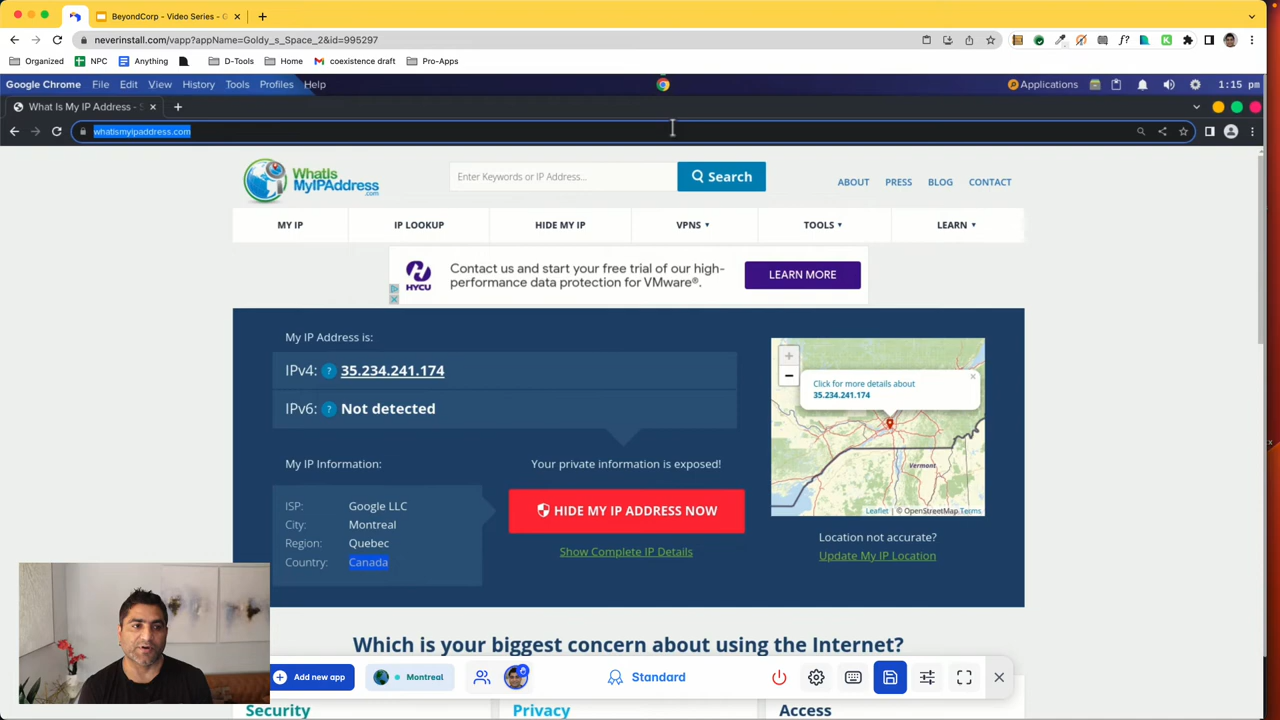 BeyondCorp - Video Series - G
neverinstall.com/vapp?appName=Goldy_s_Space_2&id=995297
Organized NPC Anything D-Tools Home coexistence draft Pro-Apps
Google Chrome File Edit View History Tools Profiles Help Applications 1:15 pm
What Is My IP Address - S
whatismyipaddress.com
WhatIs
MyIPAddress
.com
Enter Keywords or IP Address...
Search
ABOUT PRESS BLOG CONTACT
MY IP IP LOOKUP HIDE MY IP VPNS TOOLS LEARN
HYCU
Contact us and start your free trial of our high-
performance data protection for VMware®.
LEARN MORE
My IP Address is:
IPv4: ? 35.234.241.174
IPv6: ? Not detected
Click for more details about
35.234.241.174
Vermont
Leaflet | © OpenStreetMap Terms
My IP Information:
ISP: Google LLC
City: Montreal
Region: Quebec
Country: Canada
Your private information is exposed!
HIDE MY IP ADDRESS NOW
Show Complete IP Details
Location not accurate?
Update My IP Location
Which is your biggest concern about using the Internet?
Add new app Montreal Standard
Security Privacy Access